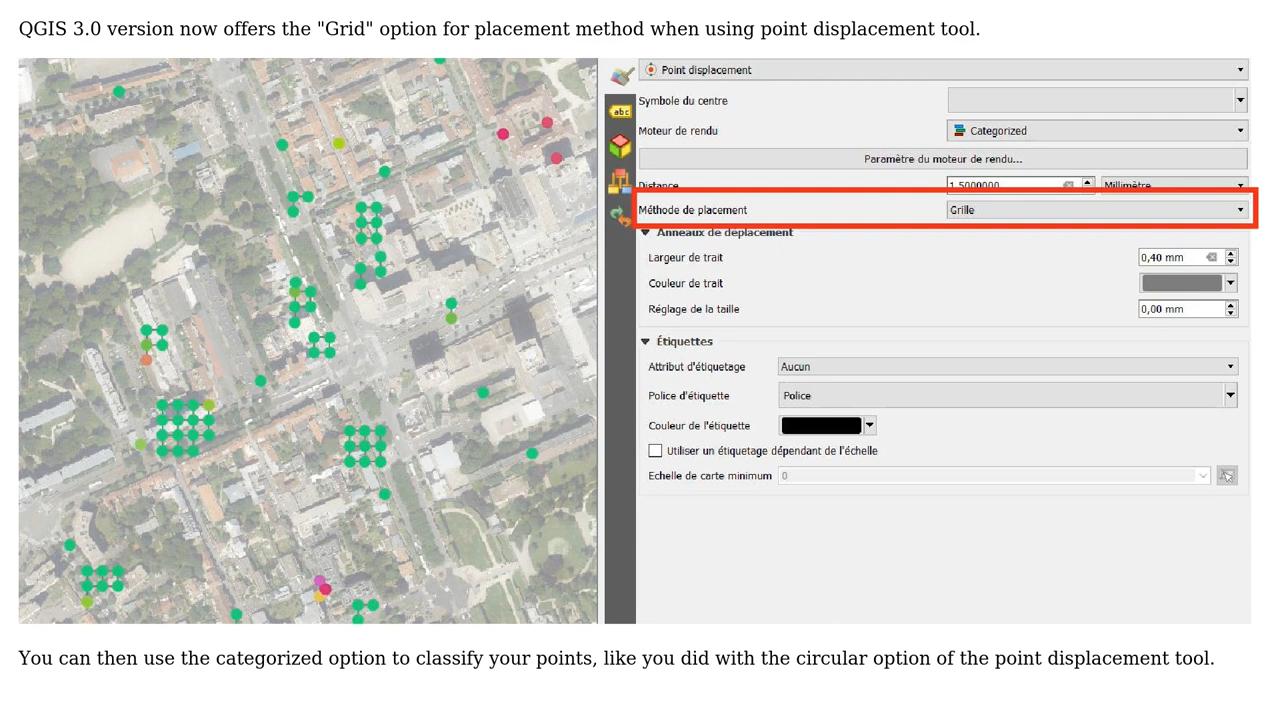 QGIS 3.0 version now offers the "Grid" option for placement method when using point displacement tool.
Point displacement
abc
Symbole du centre
Moteur de rendu Categorized
Paramètre du moteur de rendu...
Distance 1,5000000 Millimètre
Méthode de placement Grille
Anneaux de déplacement
Largeur de trait 0,40 mm
Couleur de trait
Réglage de la taille 0,00 mm
Étiquettes
Attribut d'étiquetage Aucun
Police d'étiquette Police
Couleur de l'étiquette
Utiliser un étiquetage dépendant de l'échelle
Echelle de carte minimum 0
You can then use the categorized option to classify your points, like you did with the circular option of the point displacement tool.